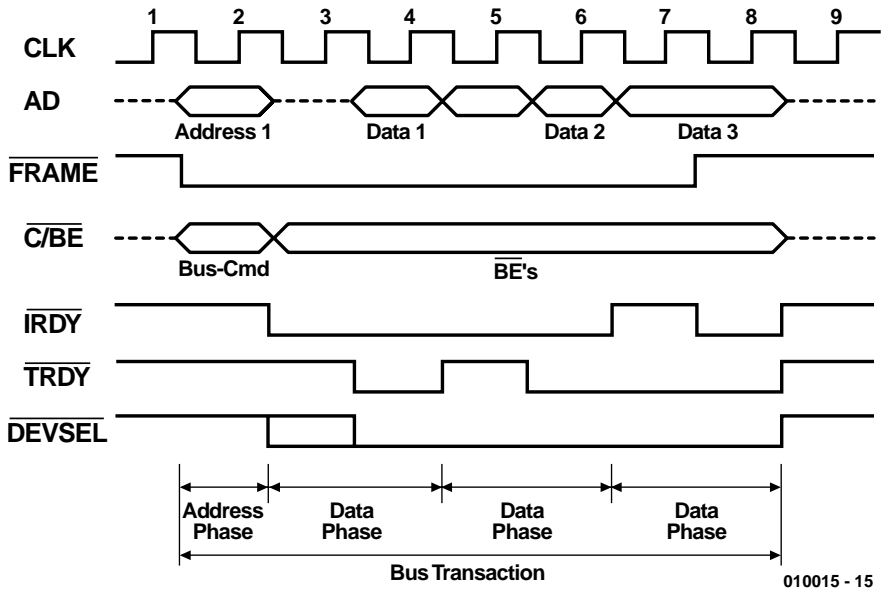 1 2 3 4 5 6 7 8 9
CLK
AD
Address 1 Data 1 Data 2 Data 3
FRAME
C/BE
Bus-Cmd BE's
IRDY
TRDY
DEVSEL
Address Phase Data Phase Data Phase Data Phase
Bus Transaction
010015 - 15